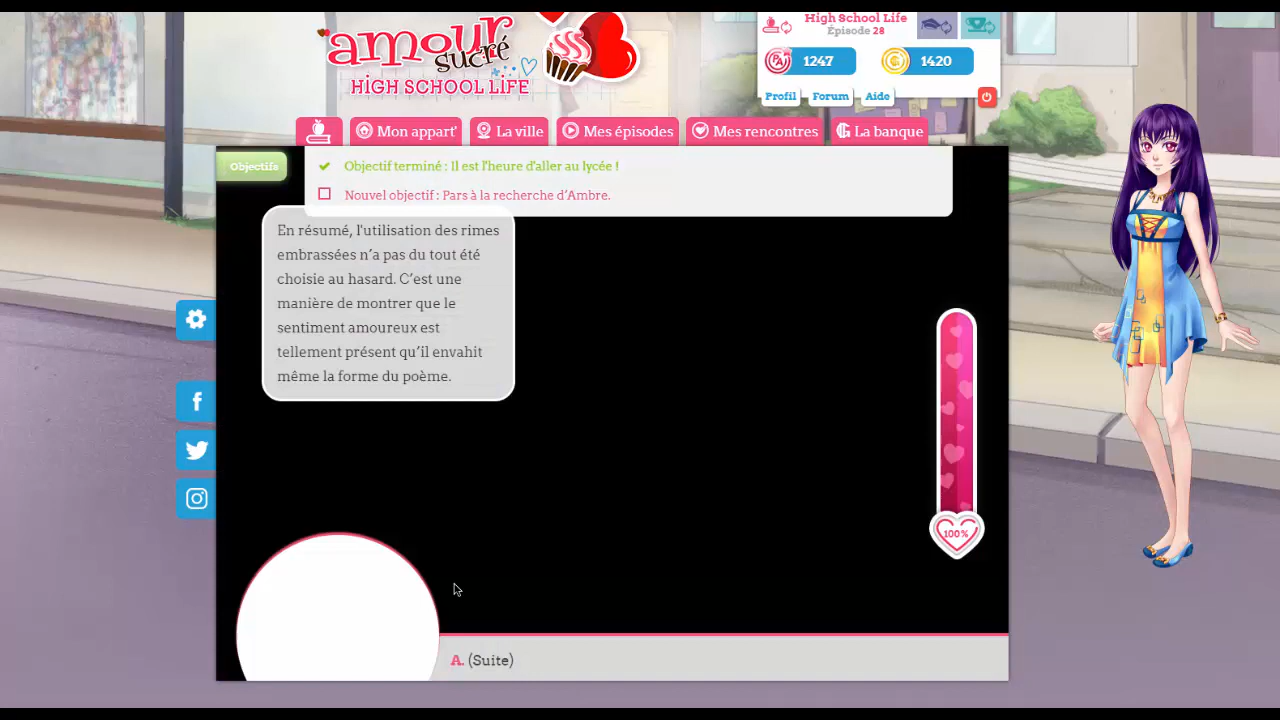 amour
sucré
HIGH SCHOOL LIFE
High School Life
Épisode 28
PA
1247
1420
Profil
Forum
Aide
Mon appart'
La ville
Mes épisodes
Mes rencontres
La banque
Objectifs
Objectif terminé : Il est l'heure d'aller au lycée !
Nouvel objectif : Pars à la recherche d’Ambre.
En résumé, l'utilisation des rimes
embrassées n’a pas du tout été
choisie au hasard. C’est une
manière de montrer que le
sentiment amoureux est
tellement présent qu’il envahit
même la forme du poème.
100%
A. (Suite)